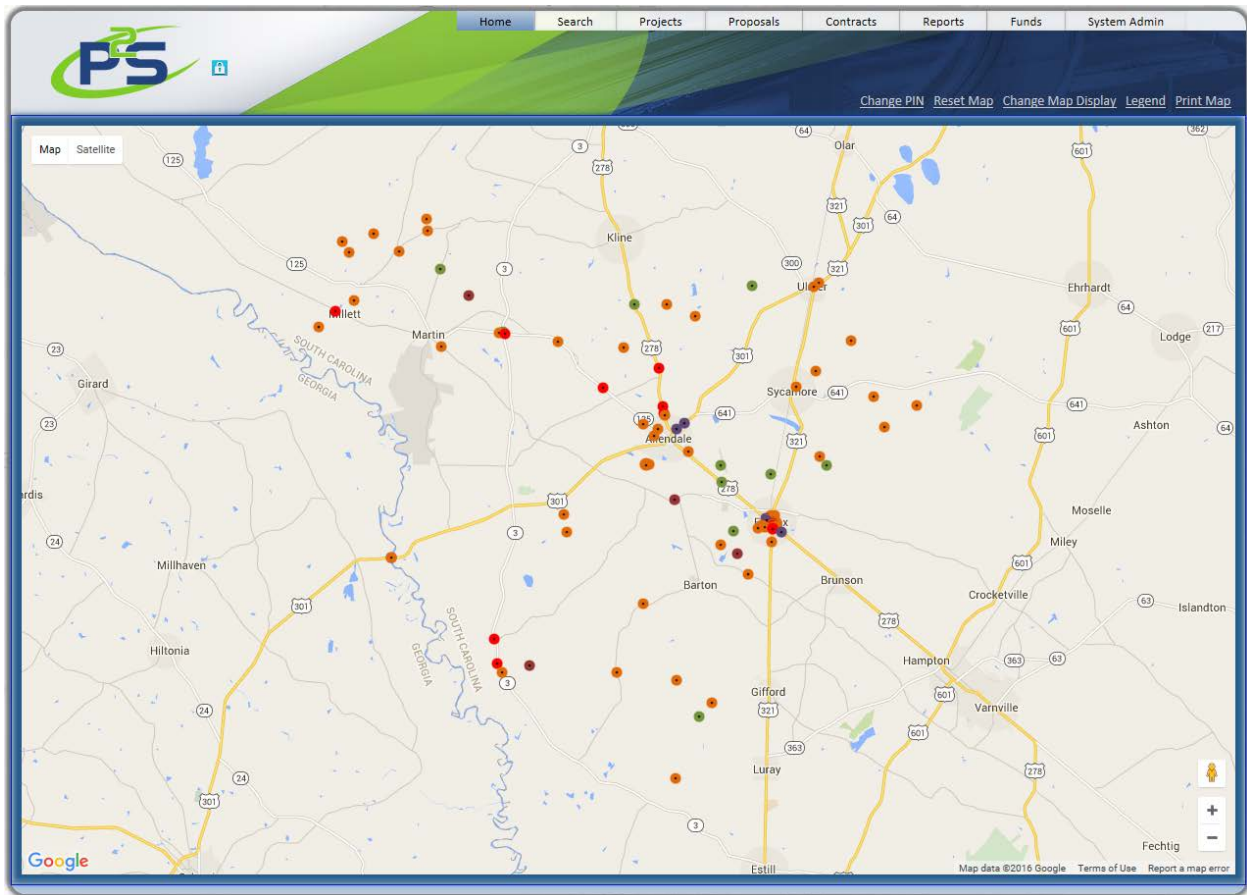 Home Search Projects Proposals Contracts Reports Funds System Admin
P2S
Change PIN Reset Map Change Map Display Legend Print Map
Map Satellite
125
3
278
64
Olar
601
362
321
301
64
Kline
125
3
300
321
Ulmer
Ehrhardt
64
Millett
Martin
601
217
Lodge
23
SOUTH CAROLINA
GEORGIA
278
301
Girard
Sycamore
641
641
23
125
641
Allendale
321
601
Ashton
64
278
301
Moselle
3
24
Miley
Millhaven
601
Barton
Brunson
Crocketville
63
Islandton
301
278
SOUTH CAROLINA
GEORGIA
Hiltonia
Hampton
363
63
3
Gifford
601
24
321
Varnville
601
363
Luray
24
278
301
3
Fechtig
Google
Estill
Map data ©2016 Google Terms of Use Report a map error